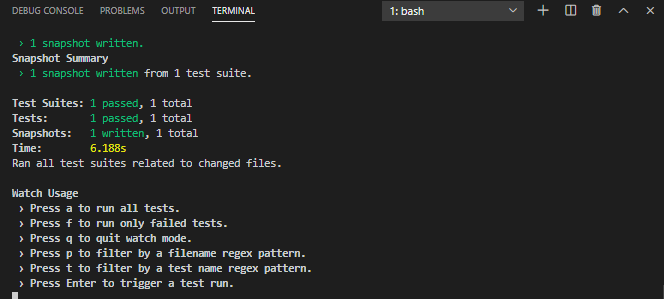 DEBUG CONSOLE PROBLEMS OUTPUT TERMINAL 1: bash
› 1 snapshot written.
Snapshot Summary
› 1 snapshot written from 1 test suite.
Test Suites: 1 passed, 1 total
Tests: 1 passed, 1 total
Snapshots: 1 written, 1 total
Time: 6.188s
Ran all test suites related to changed files.
Watch Usage
› Press a to run all tests.
› Press f to run only failed tests.
› Press q to quit watch mode.
› Press p to filter by a filename regex pattern.
› Press t to filter by a test name regex pattern.
› Press Enter to trigger a test run.